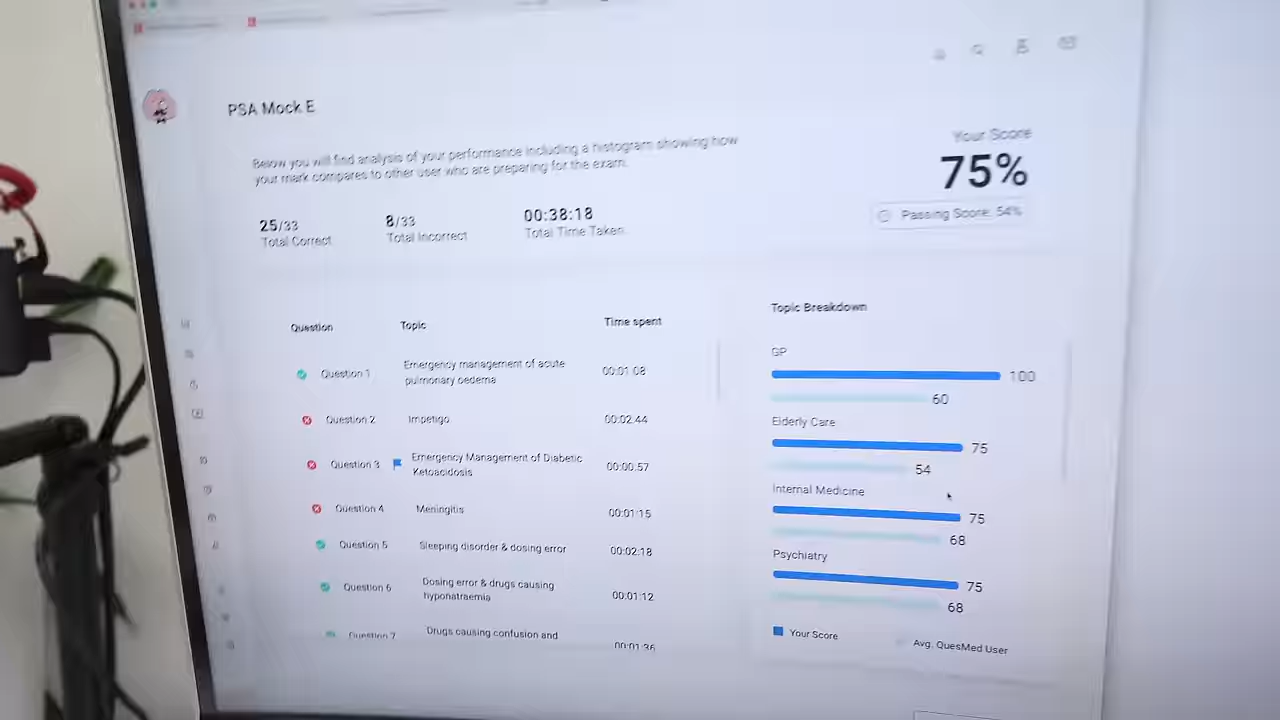 PSA Mock E
Below you will find analysis of your performance including a histogram showing how
your mark compares to other user who are preparing for the exam.
Your Score
75%
Passing Score: 54%
25/33
Total Correct
8/33
Total Incorrect
00:38:18
Total Time Taken
Question Topic Time spent
Question 1 Emergency management of acute pulmonary oedema 00:01:08
Question 2 Impetigo 00:02:44
Question 3 Emergency Management of Diabetic Ketoacidosis 00:00:57
Question 4 Meningitis 00:01:15
Question 5 Sleeping disorder & dosing error 00:02:18
Question 6 Dosing error & drugs causing hyponatraemia 00:01:12
Question 7 Drugs causing confusion and 00:01:36
Topic Breakdown
GP
100
60
Elderly Care
75
54
Internal Medicine
75
68
Psychiatry
75
68
Your Score
Avg. QuesMed User